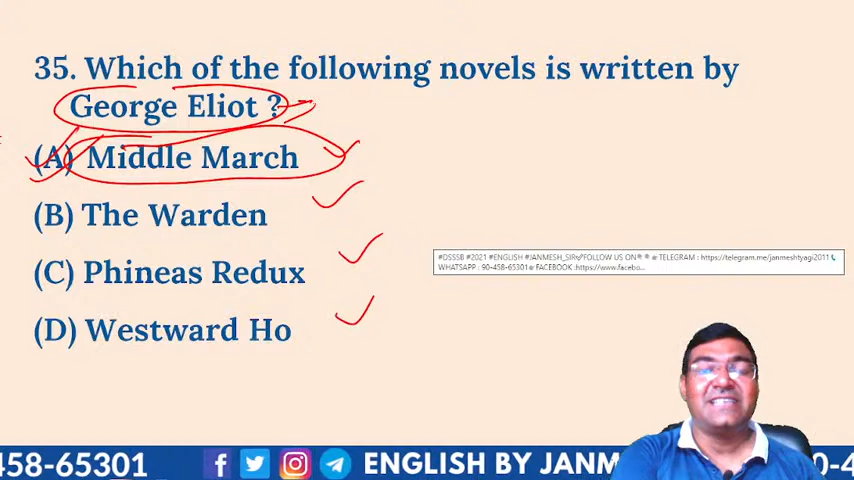 35. Which of the following novels is written by
George Eliot ?
(A) Middle March
(B) The Warden
(C) Phineas Redux
(D) Westward Ho
#DSSSB #2021 #ENGLISH #JANMESH_SIR FOLLOW US ON TELEGRAM : https://telegram.me/janmeshtyagi2011
WHATSAPP : 90-458-65301 FACEBOOK :https://www.facebo...
458-65301 ENGLISH BY JANM 0-4